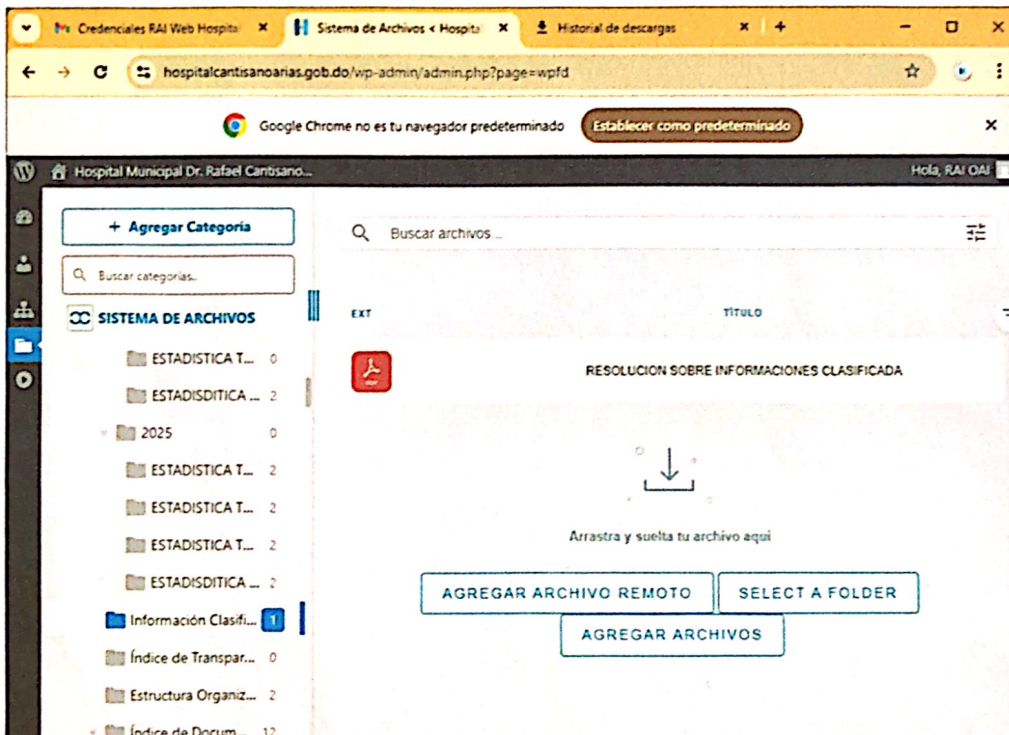 Credenciales RAI Web Hospita
Sistema de Archivos < Hospita
Historial de descargas
hospitalcantisanoarias.gob.do/wp-admin/admin.php?page=wpfd
Google Chrome no es tu navegador predeterminado
Establecer como predeterminado
Hospital Municipal Dr. Rafael Cantisano...
Hola, RAI OAI
+ Agregar Categoría
Buscar categorías..
SISTEMA DE ARCHIVOS
ESTADISTICA T... 0
ESTADISDITICA ... 2
2025 0
ESTADISTICA T... 2
ESTADISTICA T... 2
ESTADISTICA T... 2
ESTADISDITICA ... 2
Información Clasifi... 1
Índice de Transpar... 0
Estructura Organiz... 2
Índice de Docum... 12
Buscar archivos...
EXT
TÍTULO
PDF
RESOLUCION SOBRE INFORMACIONES CLASIFICADA
Arrastra y suelta tu archivo aquí
AGREGAR ARCHIVO REMOTO
SELECT A FOLDER
AGREGAR ARCHIVOS